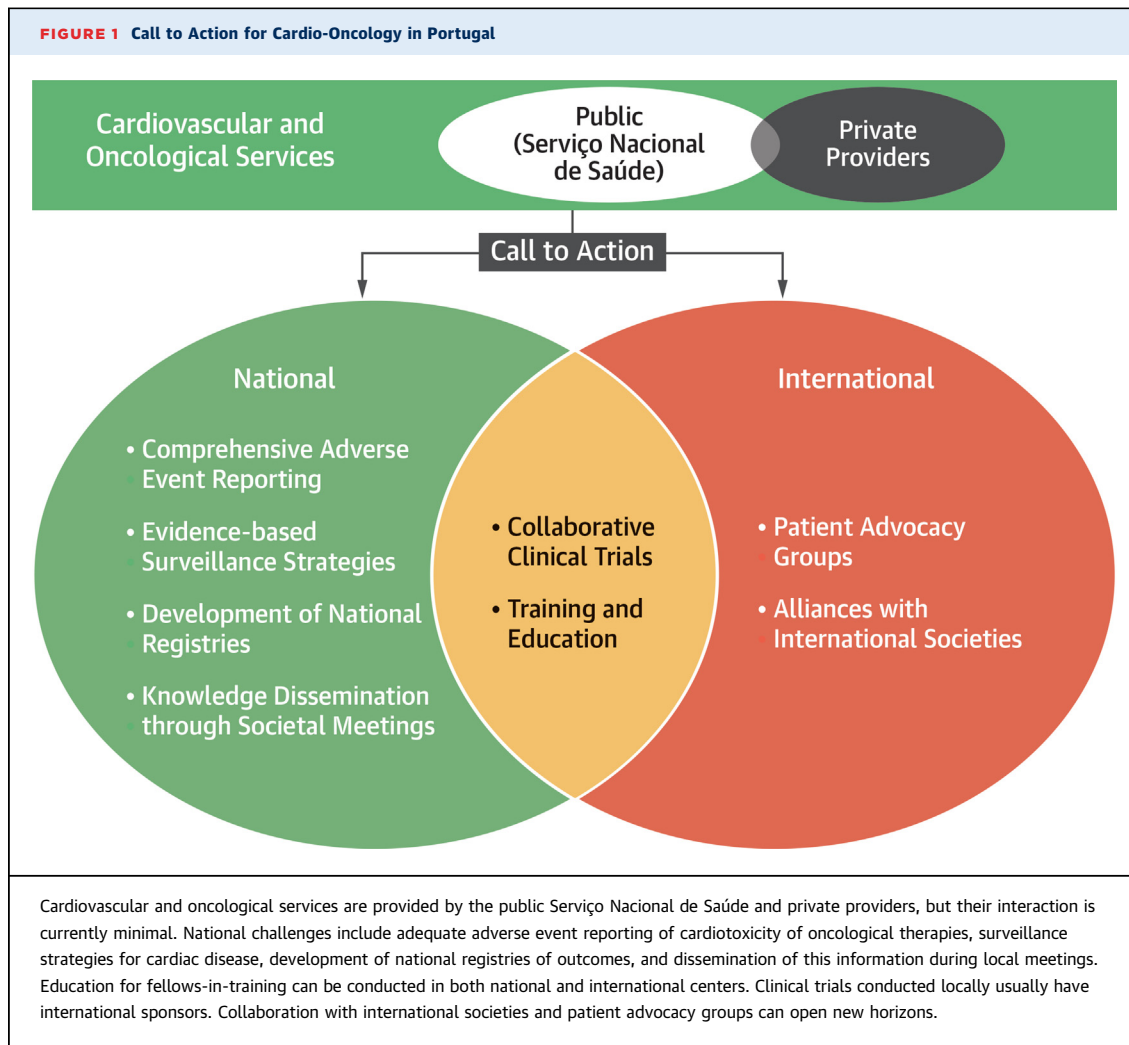 FIGURE 1 Call to Action for Cardio-Oncology in Portugal
Cardiovascular and
Oncological Services
Public
(Serviço Nacional
de Saúde)
Private
Providers
Call to Action
National
• Comprehensive Adverse
• Event Reporting
• Evidence-based
• Surveillance Strategies
• Development of National
• Registries
• Knowledge Dissemination
• through Societal Meetings
• Collaborative
Clinical Trials
• Training and
Education
International
• Patient Advocacy
• Groups
• Alliances with
• International Societies
Cardiovascular and oncological services are provided by the public Serviço Nacional de Saúde and private providers, but their interaction is
currently minimal. National challenges include adequate adverse event reporting of cardiotoxicity of oncological therapies, surveillance
strategies for cardiac disease, development of national registries of outcomes, and dissemination of this information during local meetings.
Education for fellows-in-training can be conducted in both national and international centers. Clinical trials conducted locally usually have
international sponsors. Collaboration with international societies and patient advocacy groups can open new horizons.